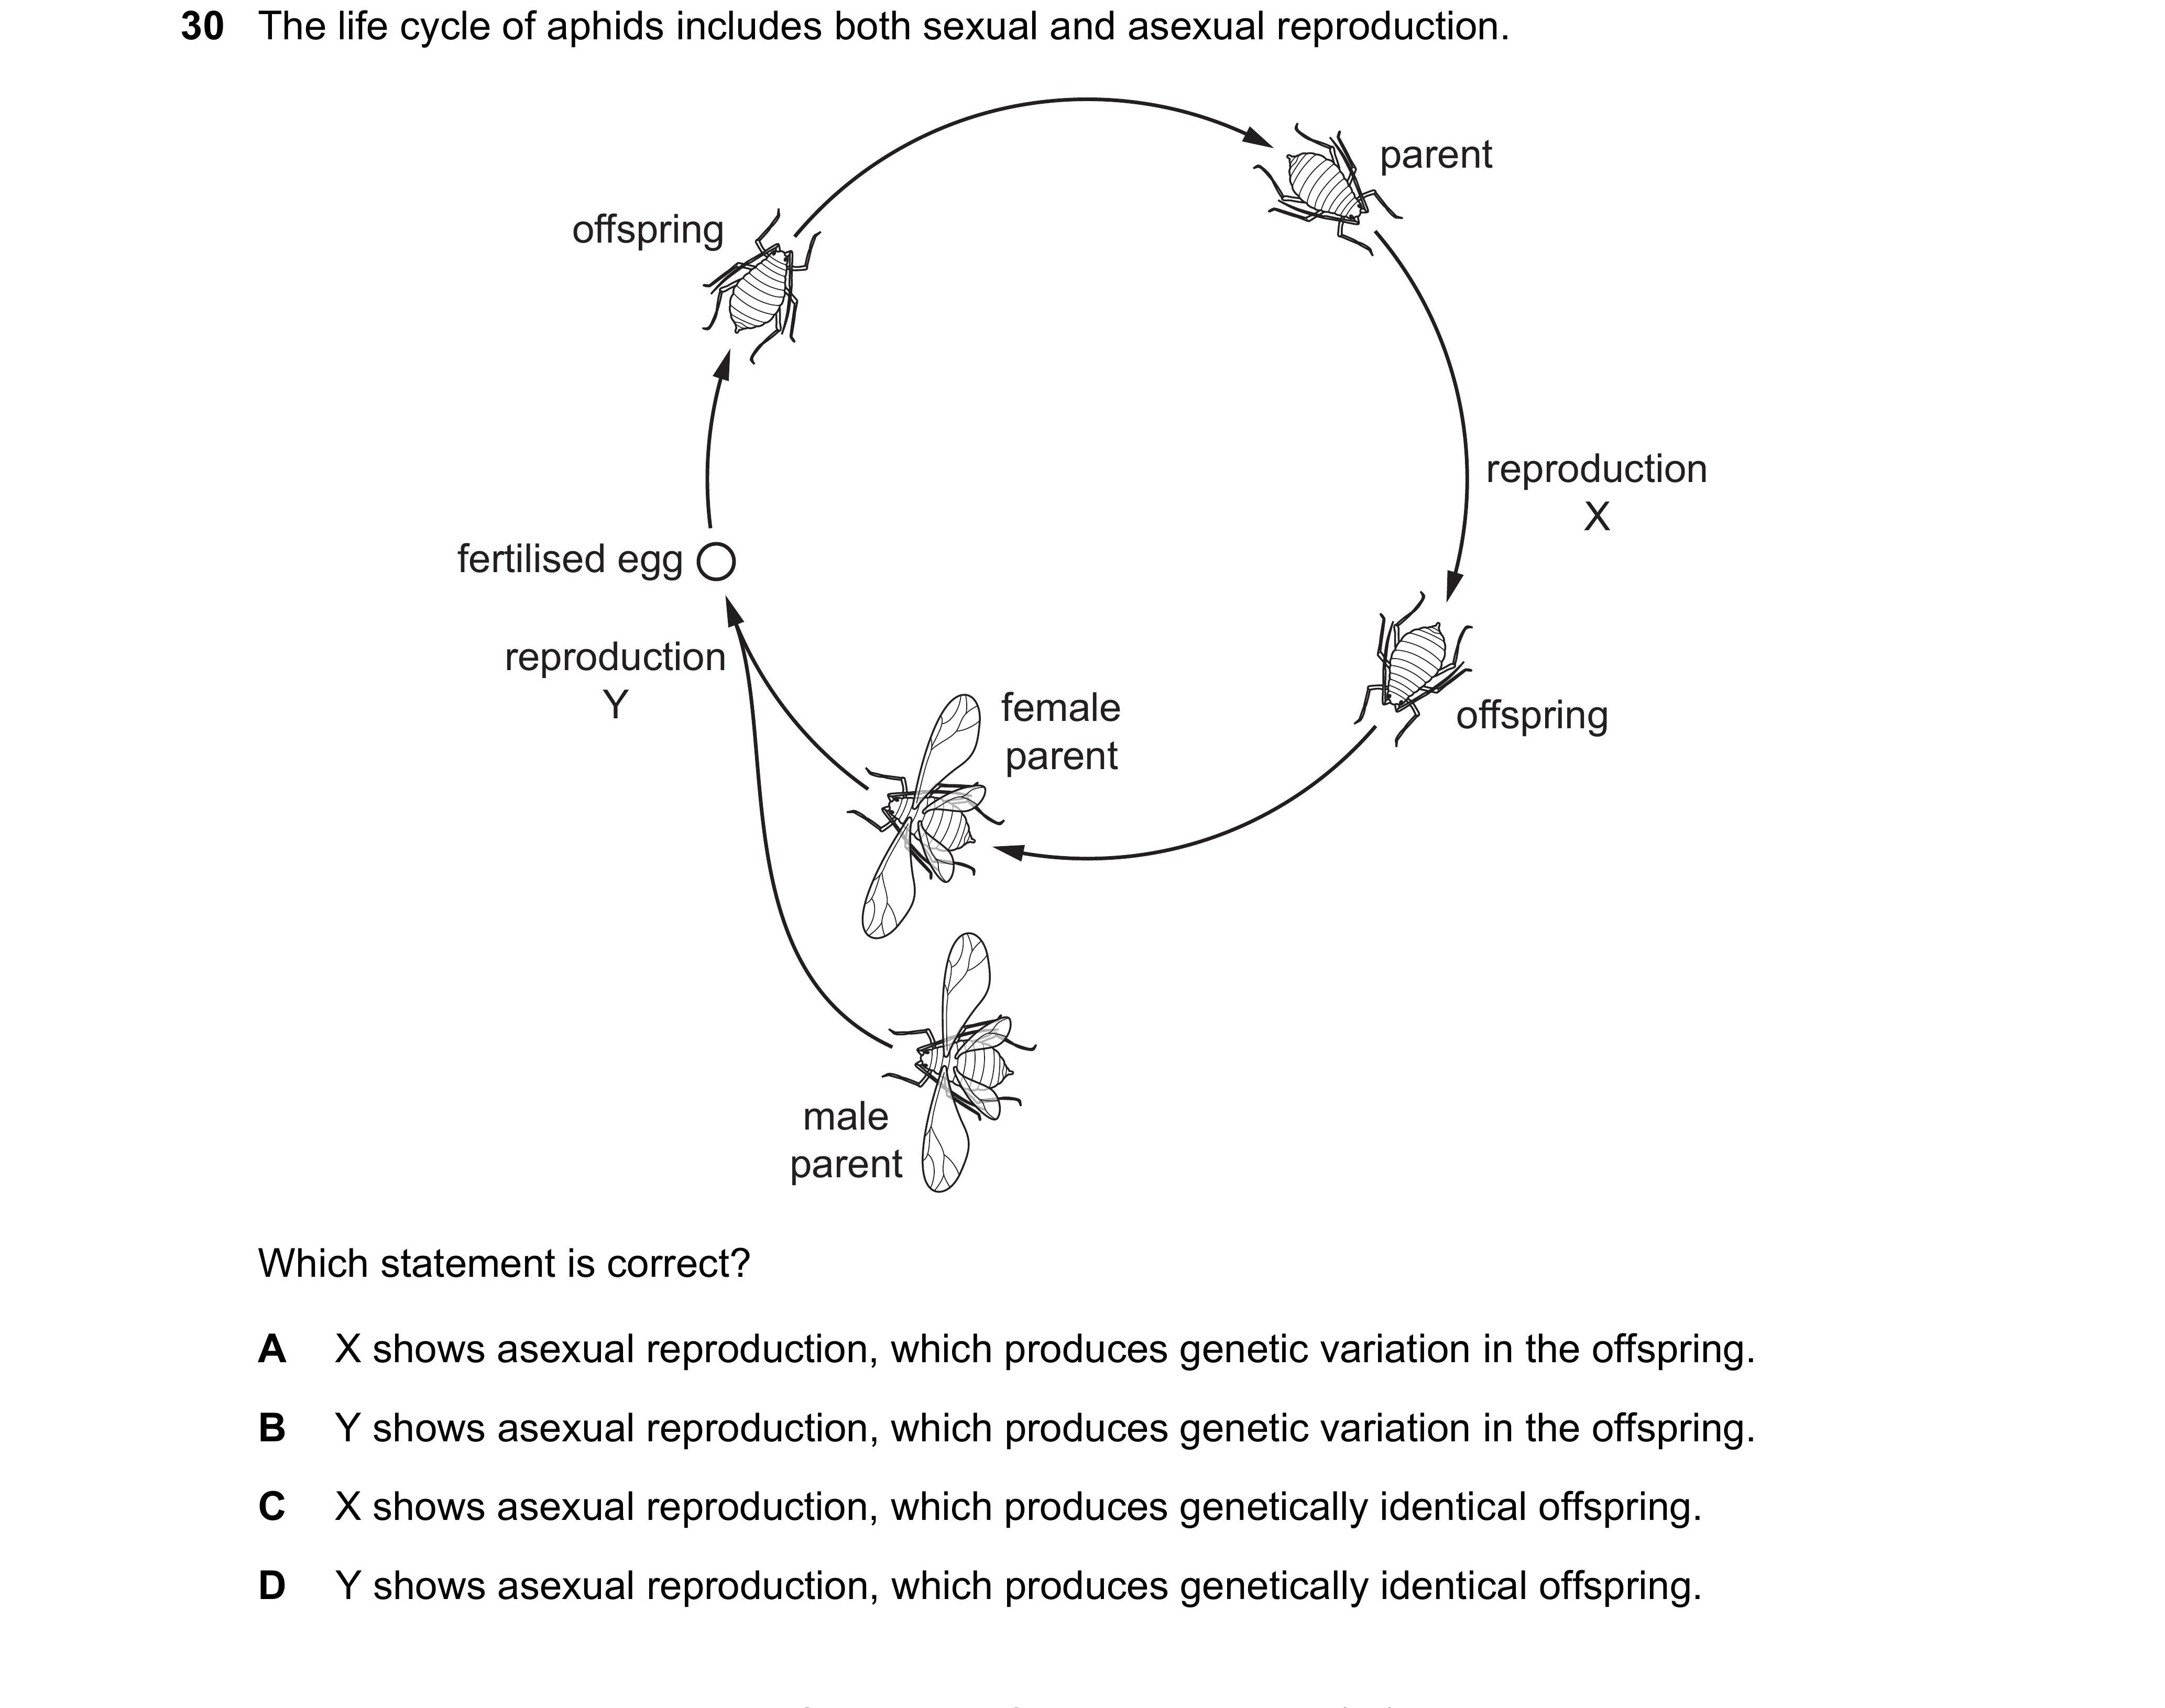 30 The life cycle of aphids includes both sexual and asexual reproduction.
parent
offspring
reproduction
X
fertilised egg
reproduction
Y
female
parent
offspring
male
parent
Which statement is correct?
A X shows asexual reproduction, which produces genetic variation in the offspring.
B Y shows asexual reproduction, which produces genetic variation in the offspring.
C X shows asexual reproduction, which produces genetically identical offspring.
D Y shows asexual reproduction, which produces genetically identical offspring.